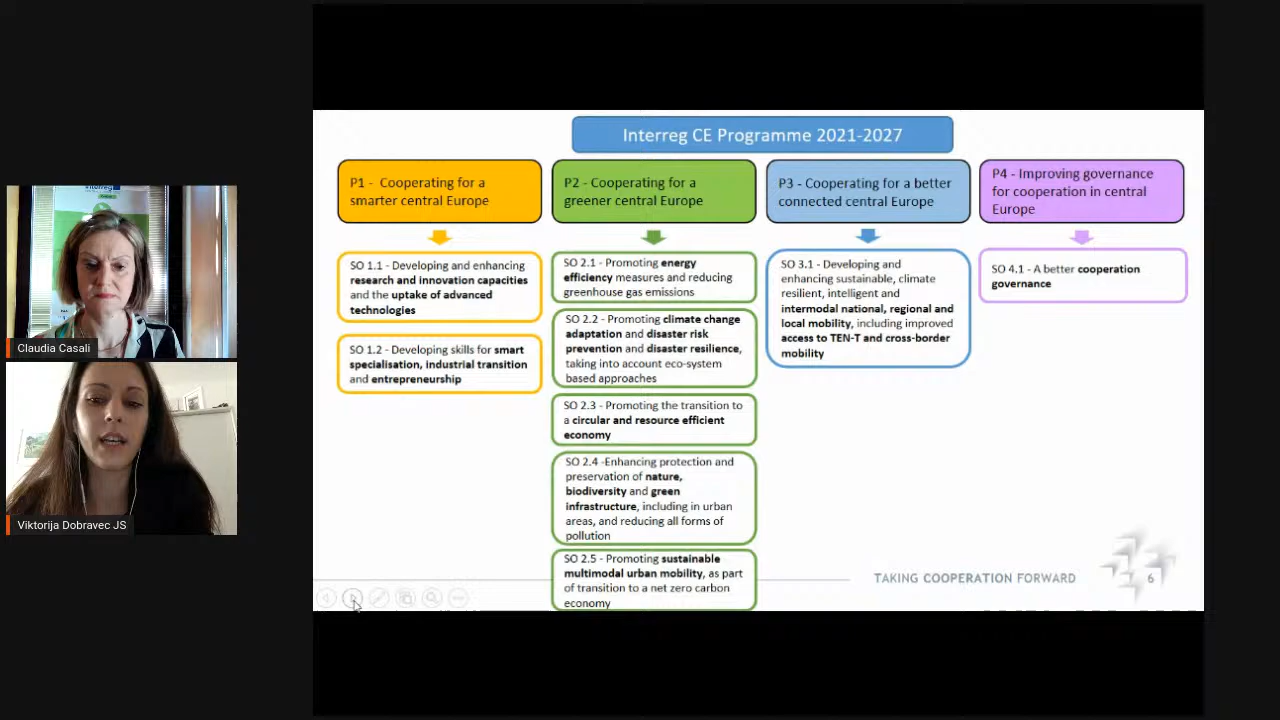 Interreg CE Programme 2021-2027
P1 - Cooperating for a
smarter central Europe
P2 - Cooperating for a
greener central Europe
P3 - Cooperating for a better
connected central Europe
P4 - Improving governance
for cooperation in central
Europe
SO 1.1 - Developing and enhancing
research and innovation capacities
and the uptake of advanced
technologies
SO 1.2 - Developing skills for smart
specialisation, industrial transition
and entrepreneurship
SO 2.1 - Promoting energy
efficiency measures and reducing
greenhouse gas emissions
SO 2.2 - Promoting climate change
adaptation and disaster risk
prevention and disaster resilience,
taking into account eco-system
based approaches
SO 2.3 - Promoting the transition to
a circular and resource efficient
economy
SO 2.4 -Enhancing protection and
preservation of nature,
biodiversity and green
infrastructure, including in urban
areas, and reducing all forms of
pollution
SO 2.5 - Promoting sustainable
multimodal urban mobility, as part
of transition to a net zero carbon
economy
SO 3.1 - Developing and
enhancing sustainable, climate
resilient, intelligent and
intermodal national, regional and
local mobility, including improved
access to TEN-T and cross-border
mobility
SO 4.1 - A better cooperation
governance
TAKING COOPERATION FORWARD
6
Interreg
Claudia Casali
Viktorija Dobravec JS